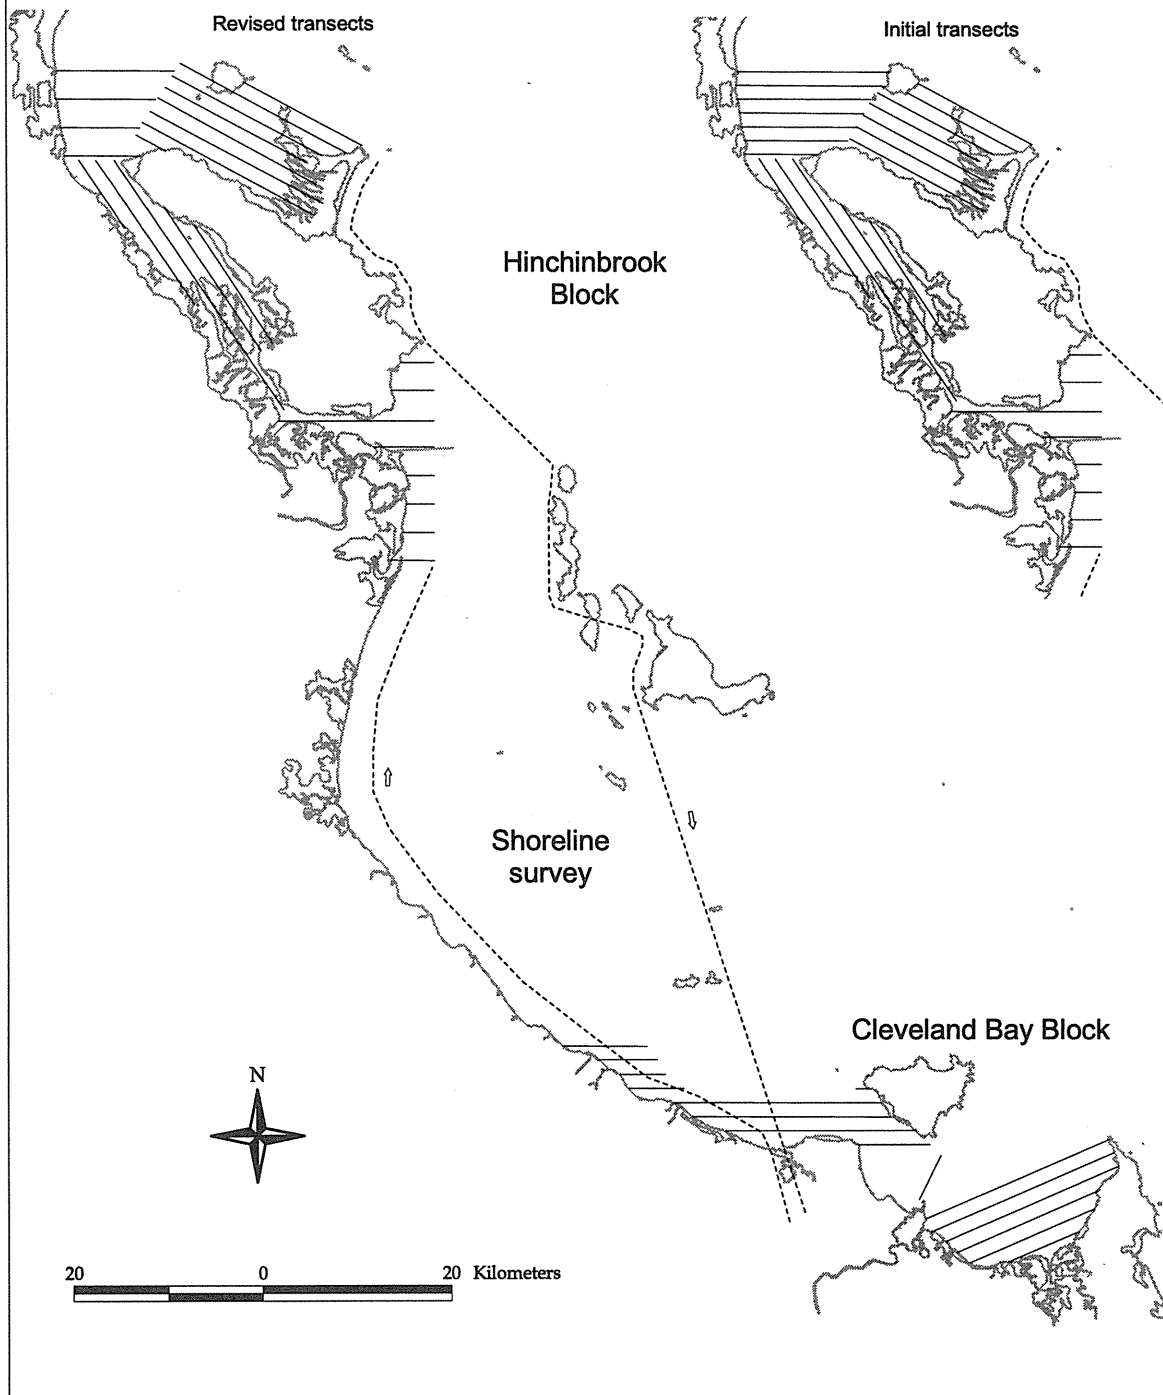 Revised transects
Initial transects
Hinchinbrook
Block
Shoreline
survey
Cleveland Bay Block
N
20 0 20 Kilometers